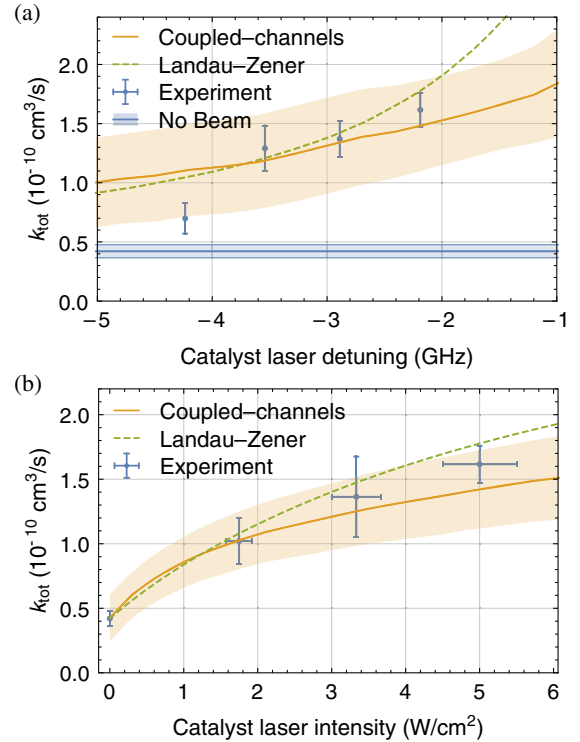 (a)
Coupled–channels
Landau–Zener
Experiment
No Beam
2.0
1.5
1.0
0.5
0.0
k_tot (10^-10 cm^3/s)
−5 −4 −3 −2 −1
Catalyst laser detuning (GHz)
(b)
Coupled–channels
Landau–Zener
Experiment
2.0
1.5
1.0
0.5
0.0
k_tot (10^-10 cm^3/s)
0 1 2 3 4 5 6
Catalyst laser intensity (W/cm²)